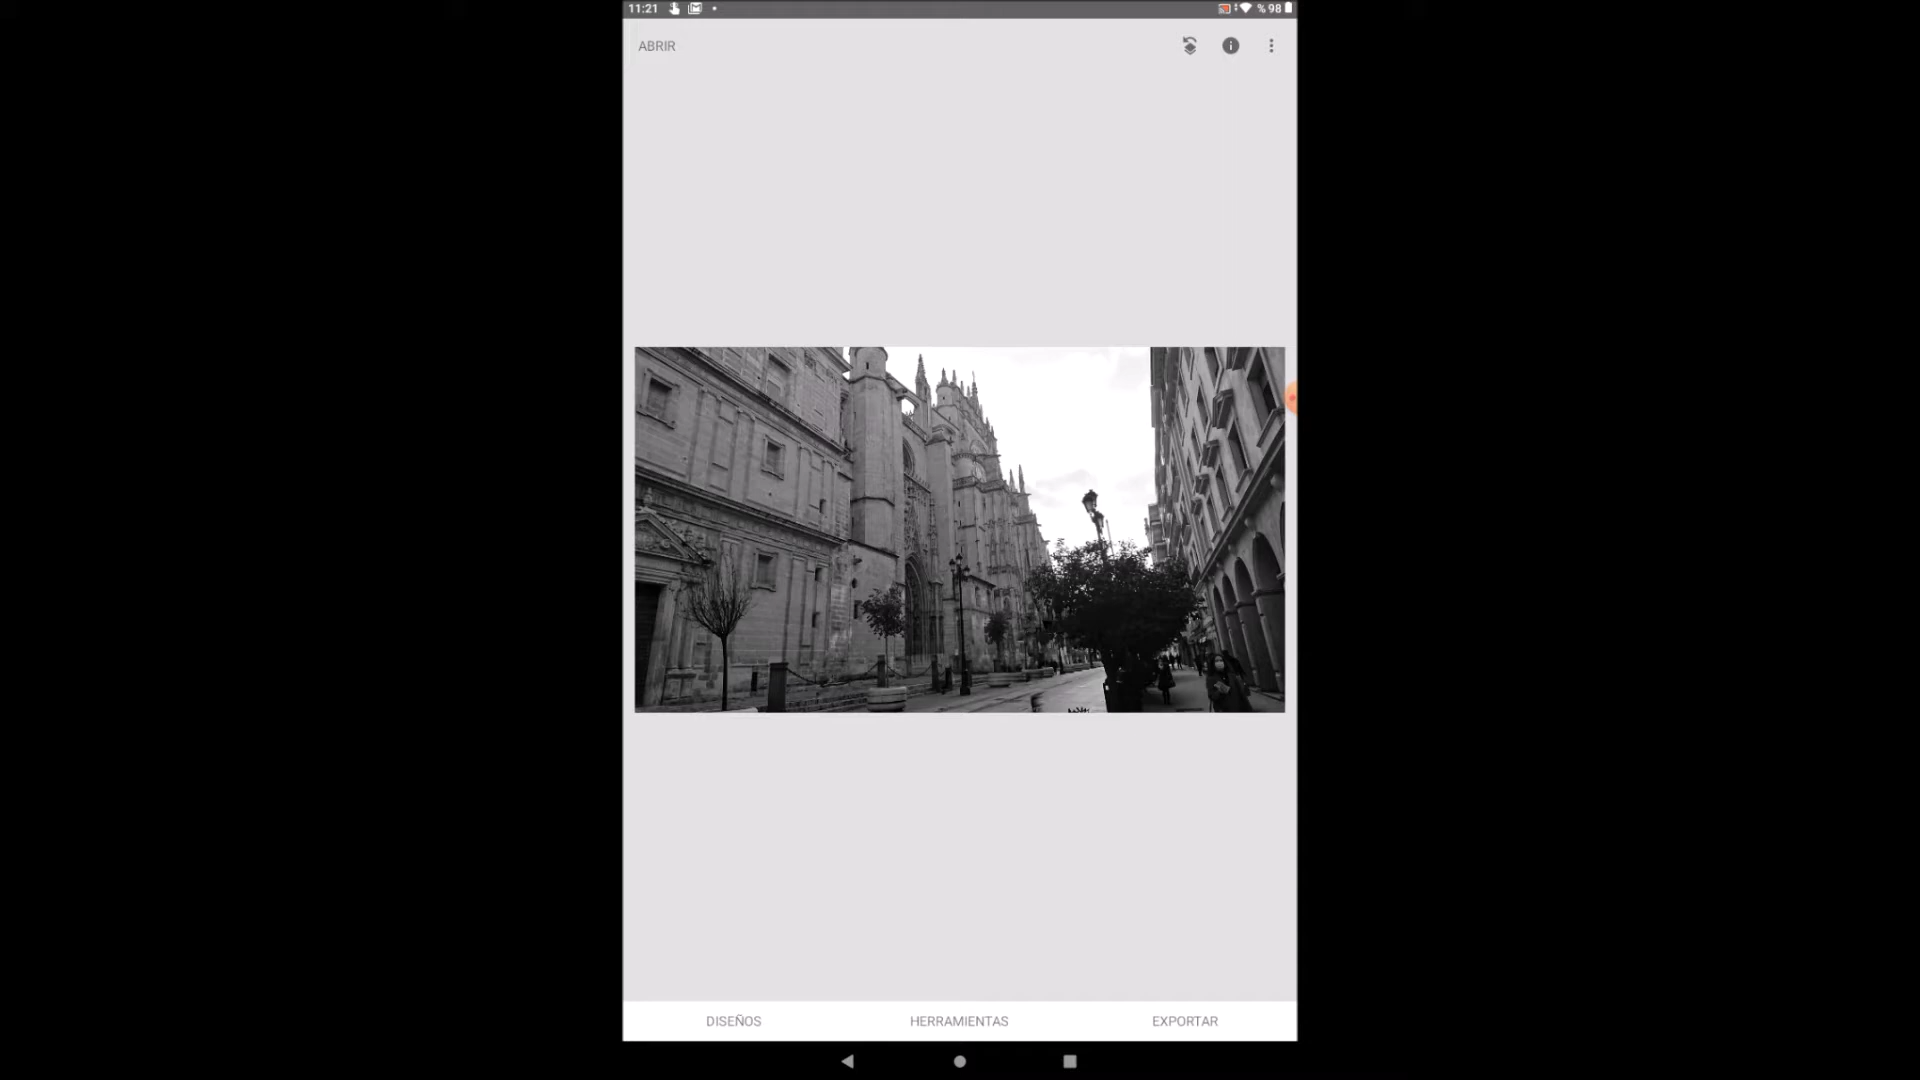 11:21
% 98
ABRIR
DISEÑOS
HERRAMIENTAS
EXPORTAR